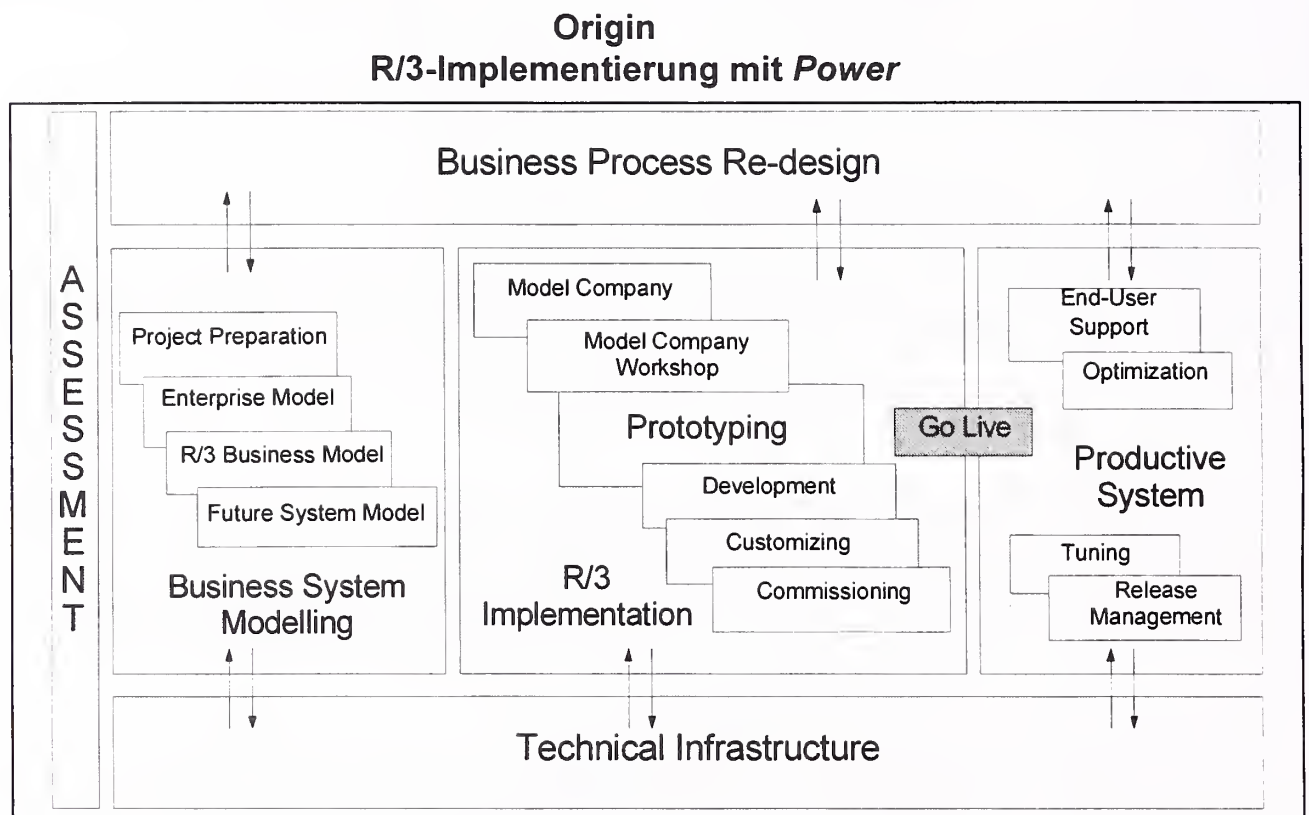 Origin
R/3-Implementierung mit Power
ASSESSMENT
Business Process Re-design
Project Preparation
Enterprise Model
R/3 Business Model
Future System Model
Business System
Modelling
Model Company
Model Company
Workshop
Prototyping
Development
Customizing
Commissioning
R/3
Implementation
Go Live
End-User
Support
Optimization
Productive
System
Tuning
Release
Management
Technical Infrastructure